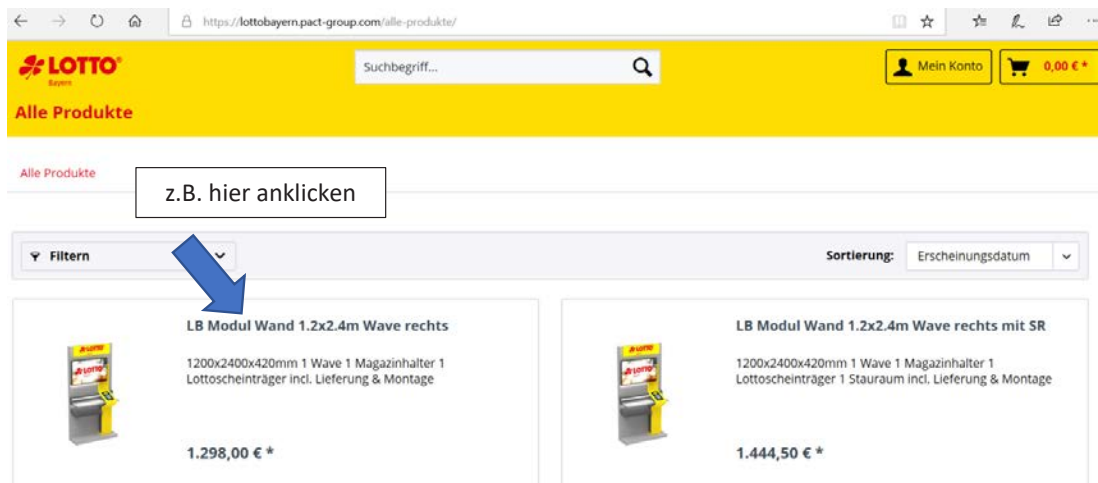 https://lottobayern.pact-group.com/alle-produkte/
LOTTO
Bayern
Suchbegriff...
Mein Konto
0,00 € *
Alle Produkte
Alle Produkte
z.B. hier anklicken
Filtern
Sortierung:
Erscheinungsdatum
LB Modul Wand 1.2x2.4m Wave rechts
1200x2400x420mm 1 Wave 1 Magazinhalter 1
Lottoscheinträger incl. Lieferung & Montage
1.298,00 € *
LB Modul Wand 1.2x2.4m Wave rechts mit SR
1200x2400x420mm 1 Wave 1 Magazinhalter 1
Lottoscheinträger 1 Stauraum incl. Lieferung & Montage
1.444,50 € *